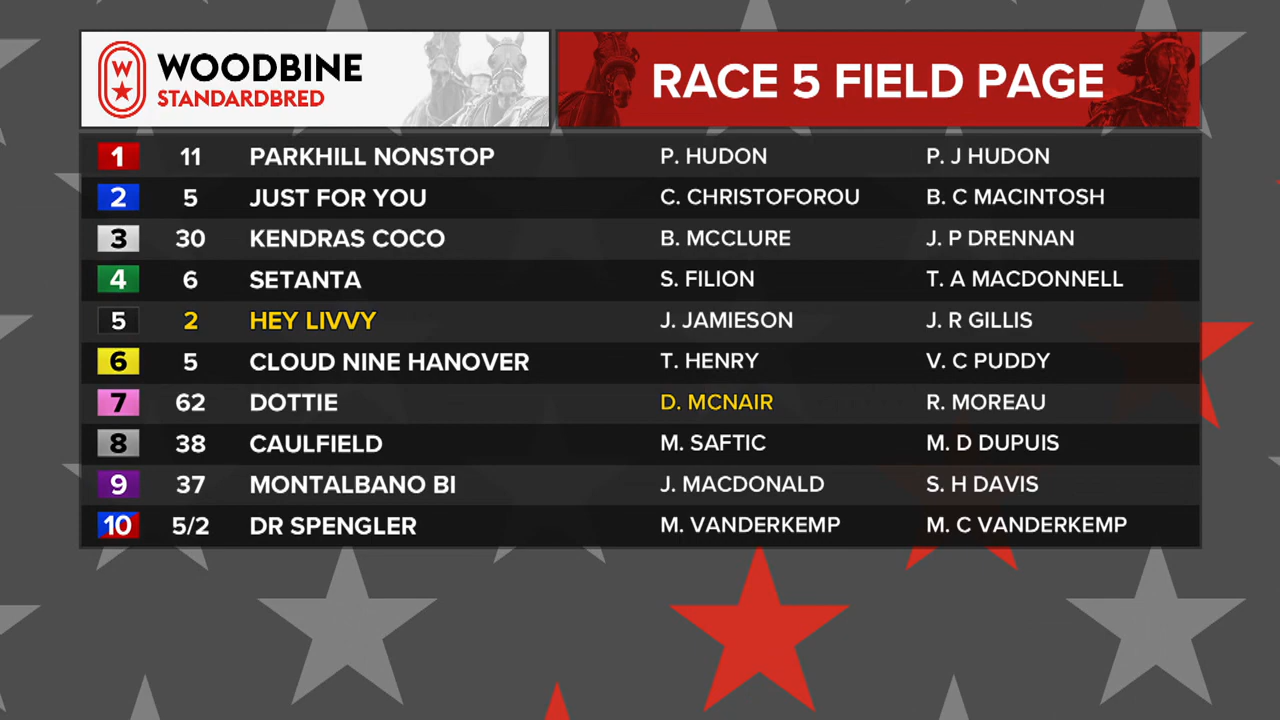 W
WOODBINE
STANDARDBRED
RACE 5 FIELD PAGE
1 11 PARKHILL NONSTOP P. HUDON P. J HUDON
2 5 JUST FOR YOU C. CHRISTOFOROU B. C MACINTOSH
3 30 KENDRAS COCO B. MCCLURE J. P DRENNAN
4 6 SETANTA S. FILION T. A MACDONNELL
5 2 HEY LIVVY J. JAMIESON J. R GILLIS
6 5 CLOUD NINE HANOVER T. HENRY V. C PUDDY
7 62 DOTTIE D. MCNAIR R. MOREAU
8 38 CAULFIELD M. SAFTIC M. D DUPUIS
9 37 MONTALBANO BI J. MACDONALD S. H DAVIS
10 5/2 DR SPENGLER M. VANDERKEMP M. C VANDERKEMP